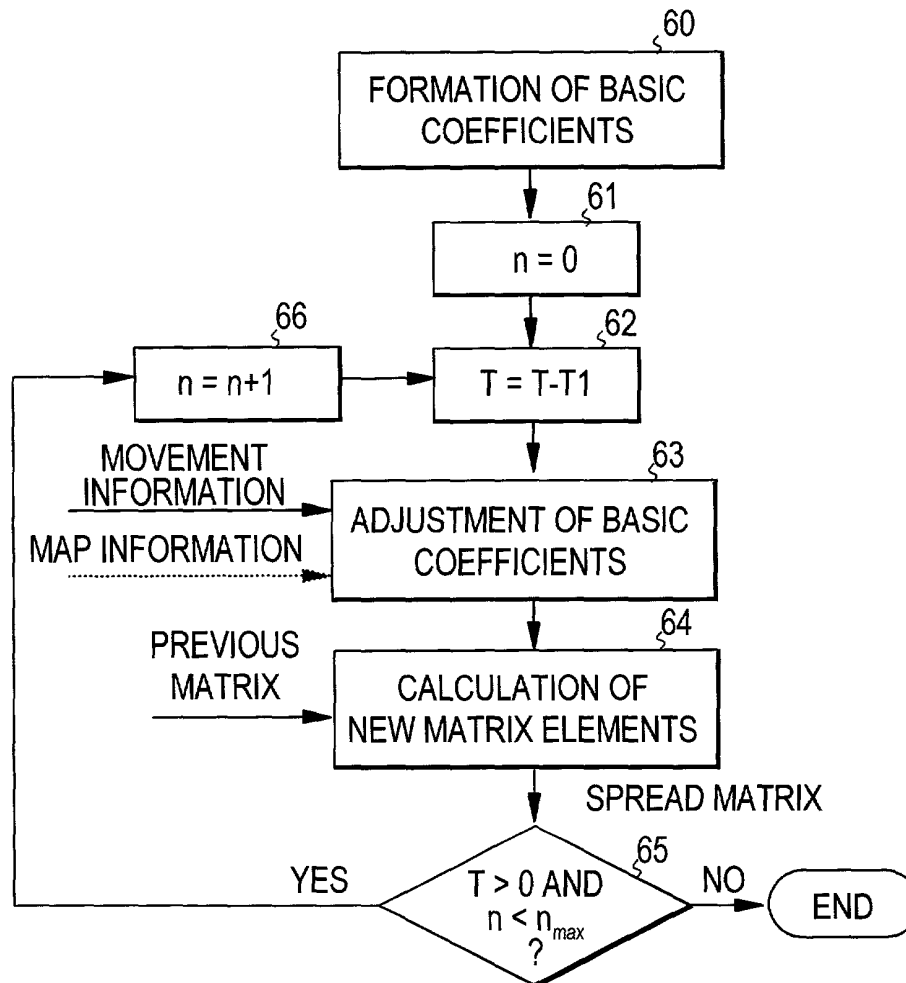 60
FORMATION OF BASIC
COEFFICIENTS
61
n = 0
66
n = n+1
62
T = T-T1
MOVEMENT
INFORMATION
MAP INFORMATION
63
ADJUSTMENT OF BASIC
COEFFICIENTS
PREVIOUS
MATRIX
64
CALCULATION OF
NEW MATRIX ELEMENTS
SPREAD MATRIX
65
YES
T > 0 AND
n < nmax
?
NO
END